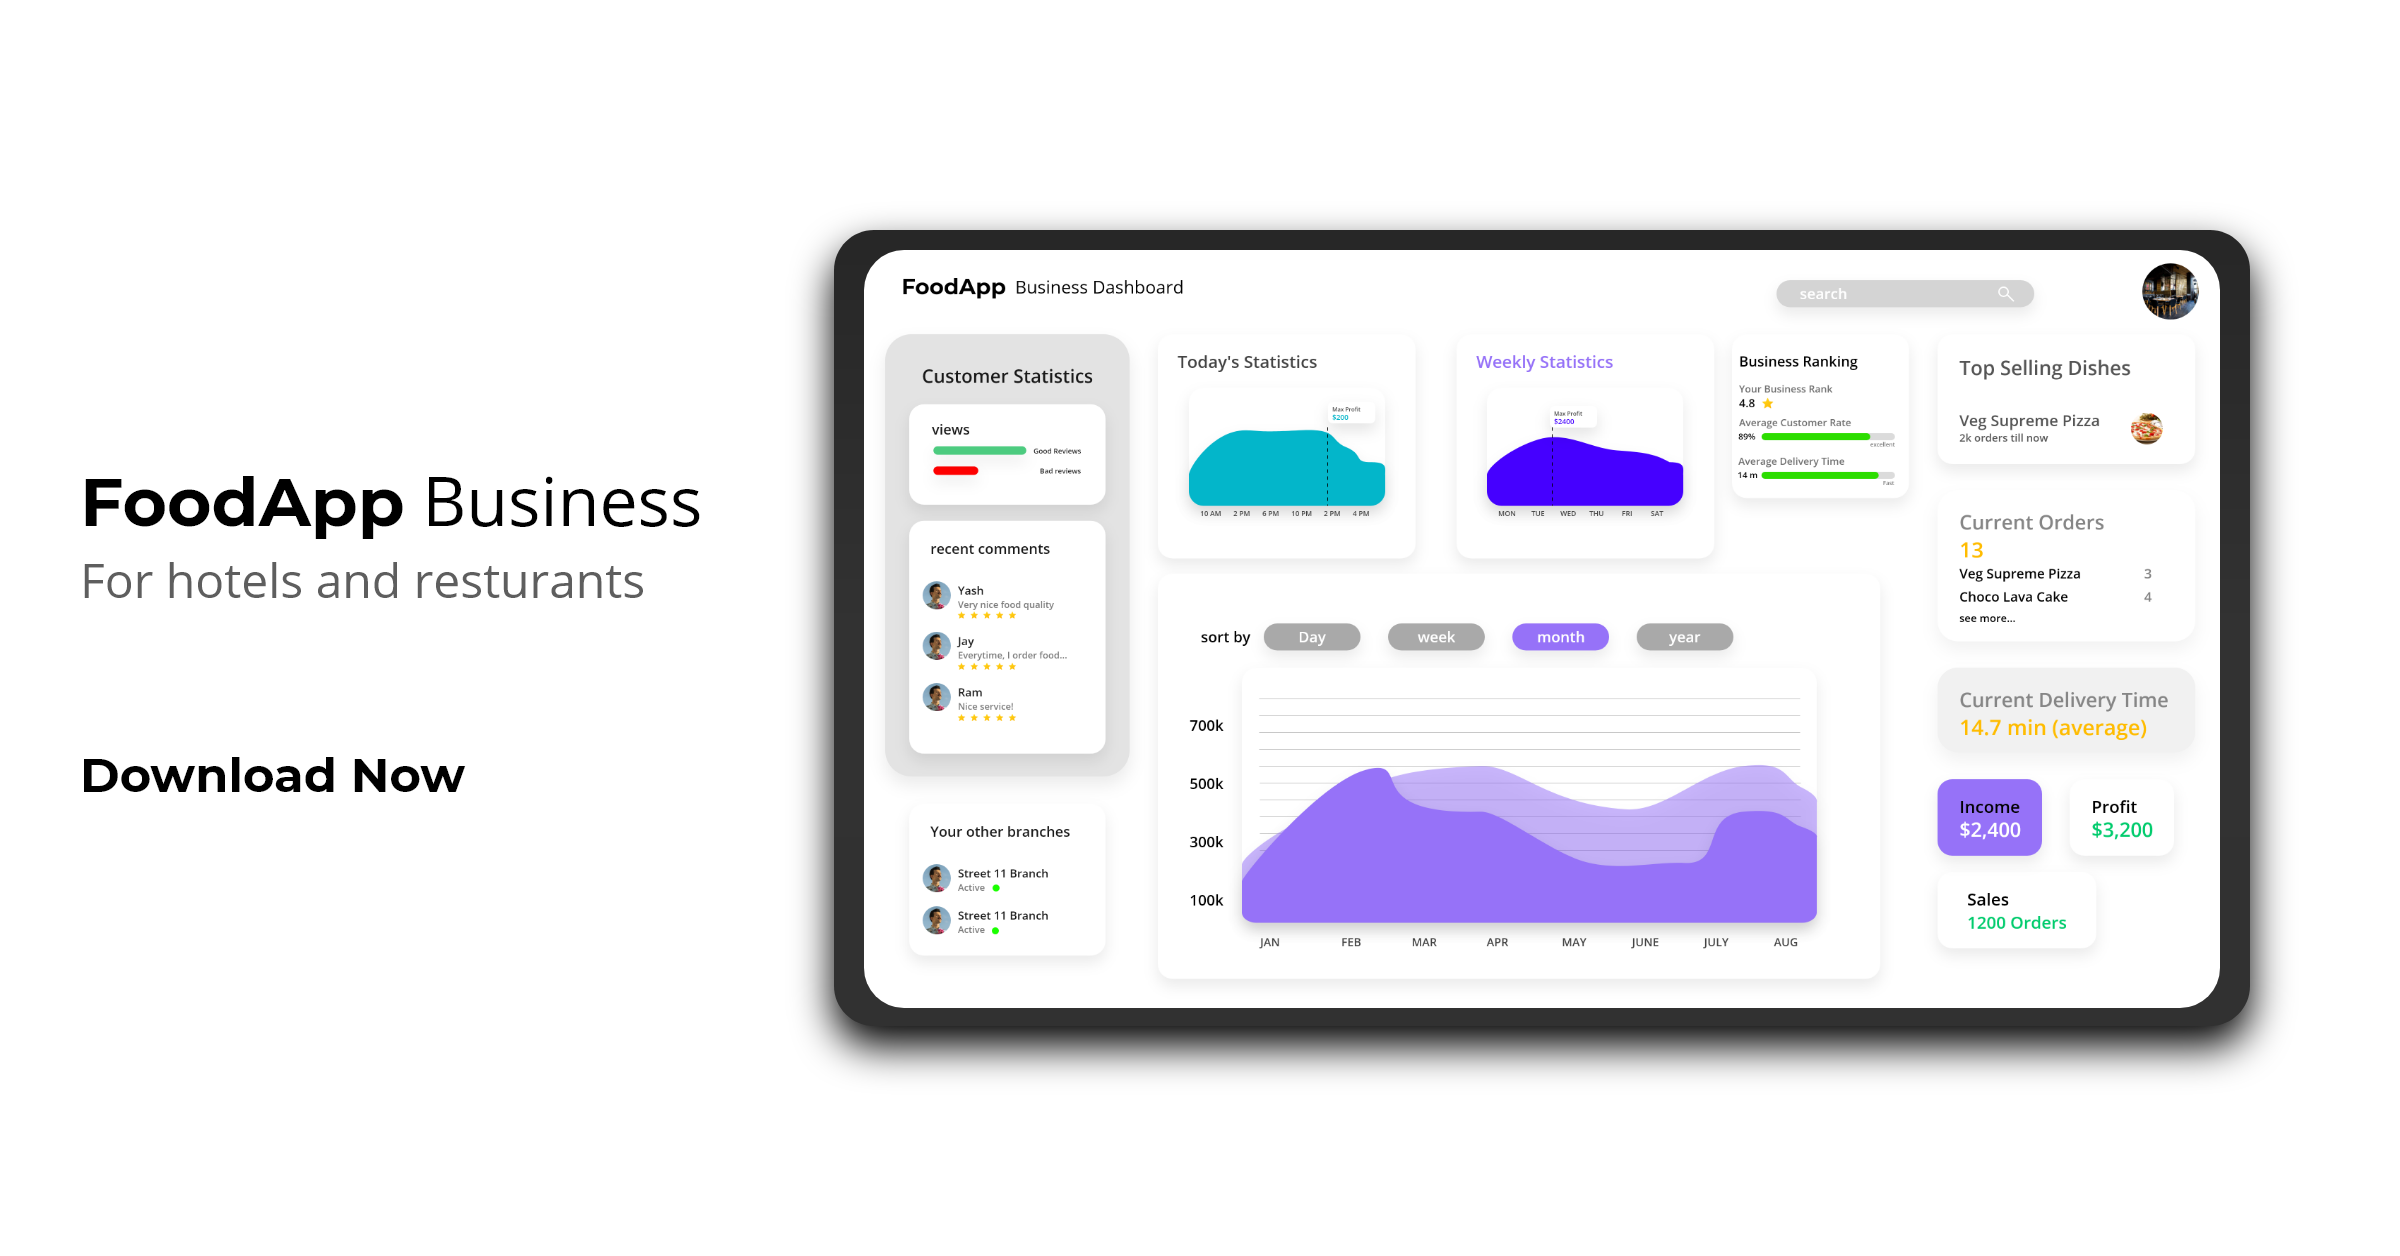 FoodApp Business
For hotels and resturants
Download Now
FoodApp Business Dashboard
search
Customer Statistics
views
Good Reviews
Bad reviews
recent comments
Yash
Very nice food quality
Jay
Everytime, I order food...
Ram
Nice service!
Your other branches
Street 11 Branch
Active
Street 11 Branch
Active
Today's Statistics
Max Profit
$200
10 AM 2 PM 6 PM 10 PM 2 PM 4 PM
Weekly Statistics
Max Profit
$2400
MON TUE WED THU FRI SAT
Business Ranking
Your Business Rank
4.8
Average Customer Rate
89%
excellent
Average Delivery Time
14 m
Fast
sort by Day week month year
700k
500k
300k
100k
JAN FEB MAR APR MAY JUNE JULY AUG
Top Selling Dishes
Veg Supreme Pizza
2k orders till now
Current Orders
13
Veg Supreme Pizza 3
Choco Lava Cake 4
see more...
Current Delivery Time
14.7 min (average)
Income
$2,400
Profit
$3,200
Sales
1200 Orders